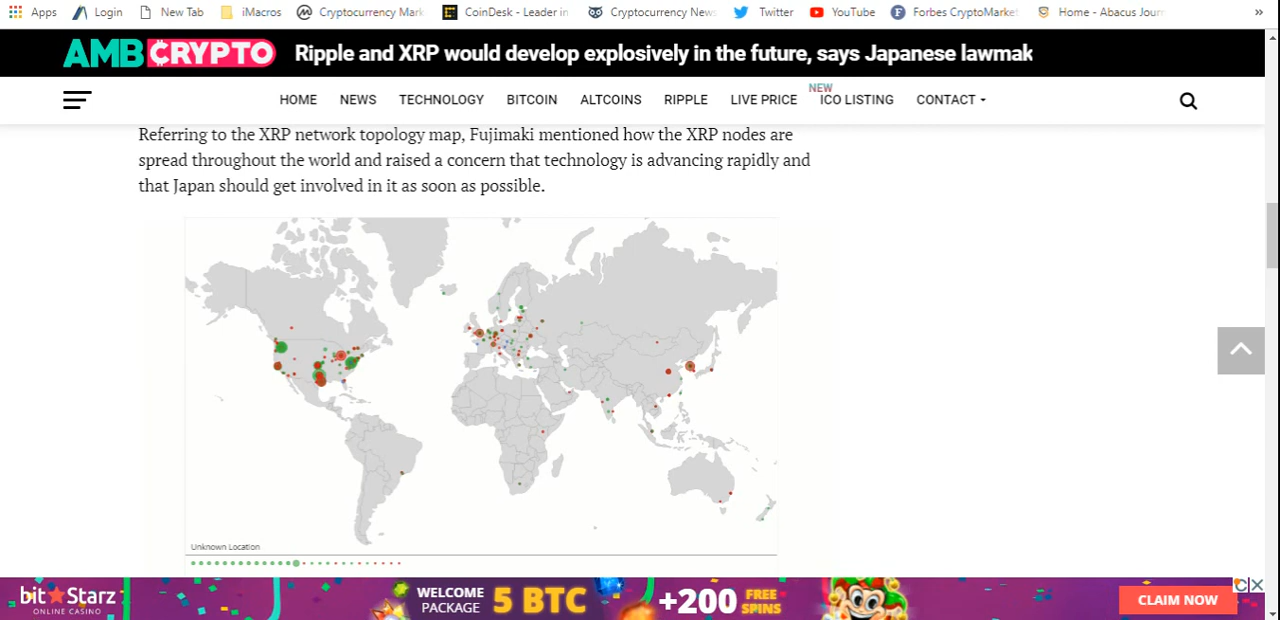 Apps Login New Tab iMacros Cryptocurrency Mark CoinDesk - Leader in Cryptocurrency News Twitter YouTube Forbes CryptoMarket Home - Abacus Journ »
AMBCRYPTO Ripple and XRP would develop explosively in the future, says Japanese lawmak
NEW
HOME NEWS TECHNOLOGY BITCOIN ALTCOINS RIPPLE LIVE PRICE ICO LISTING CONTACT
Referring to the XRP network topology map, Fujimaki mentioned how the XRP nodes are
spread throughout the world and raised a concern that technology is advancing rapidly and
that Japan should get involved in it as soon as possible.
Unknown Location
bitStarz
ONLINE CASINO
WELCOME
PACKAGE
5 BTC
+200
FREE
SPINS
CLAIM NOW